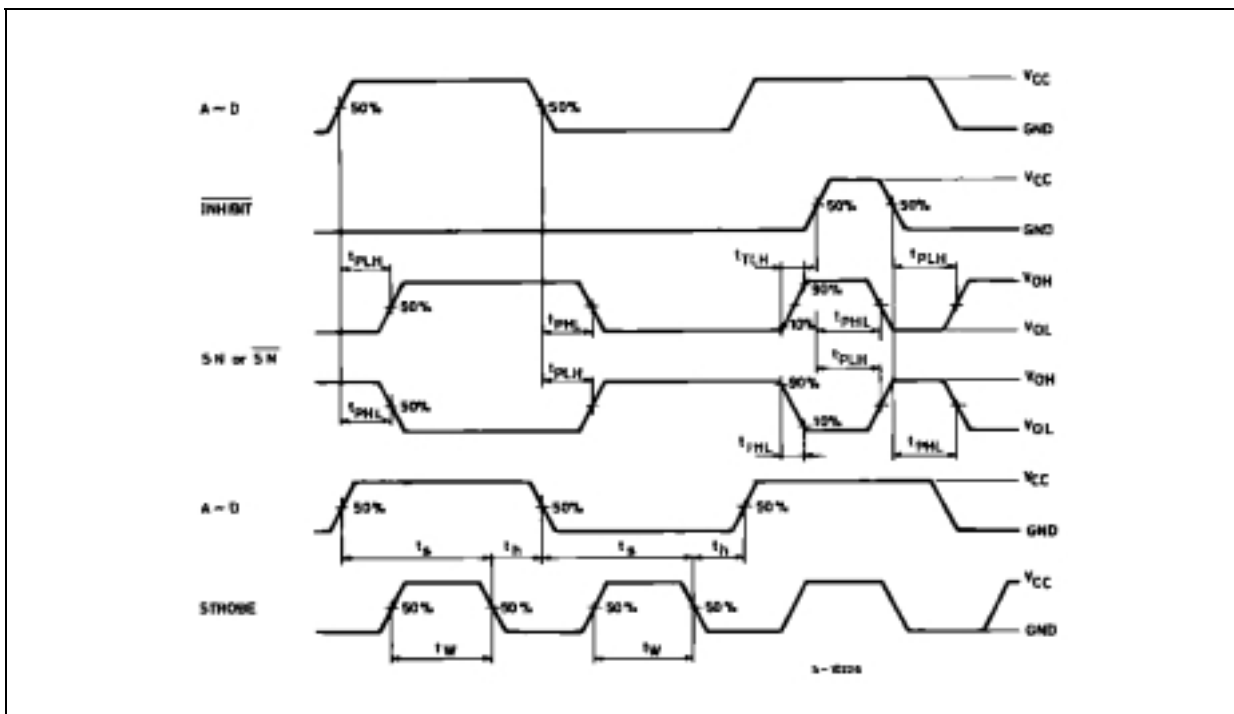 VCC
A ~ D
50%
50%
GND
VCC
INHIBIT
50%
50%
GND
tPLH
tTLH
tPLH
VOH
50%
90%
tPHL
10%
tPHL
VOL
SN or SN
tPLH
tPLH
VOH
90%
tPHL
50%
10%
VOL
tTHL
tPHL
VCC
A ~ D
50%
50%
50%
GND
ts
th
ts
th
VCC
STROBE
50%
50%
50%
50%
GND
tW
tW